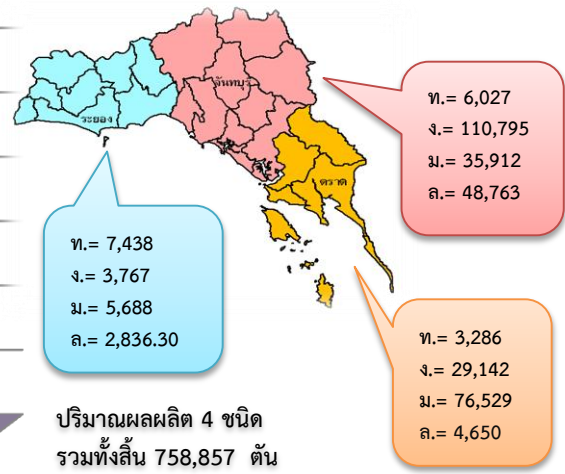 จันทบุรี
ระยอง
ตราด
ท.= 6,027
ง.= 110,795
ม.= 35,912
ล.= 48,763
ท.= 7,438
ง.= 3,767
ม.= 5,688
ล.= 2,836.30
ท.= 3,286
ง.= 29,142
ม.= 76,529
ล.= 4,650
ปริมาณผลผลิต 4 ชนิด
รวมทั้งสิ้น 758,857 ตัน